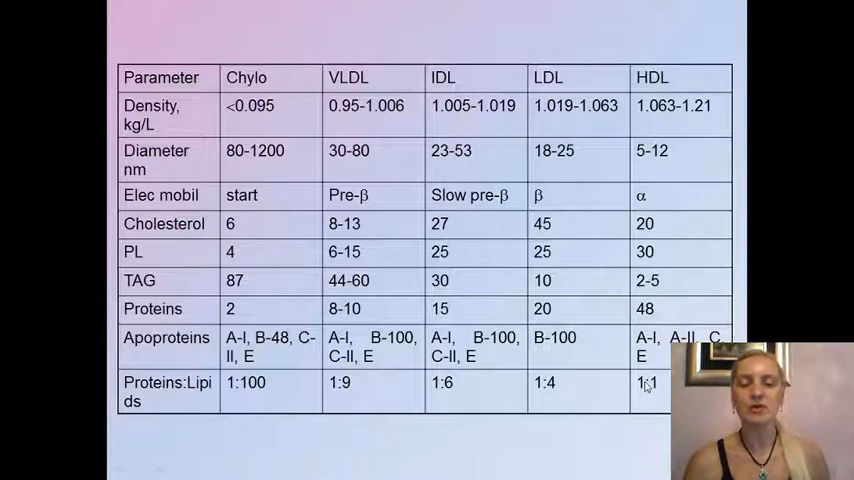 Parameter Chylo VLDL IDL LDL HDL
Density, <0.095 0.95-1.006 1.005-1.019 1.019-1.063 1.063-1.21
kg/L
Diameter 80-1200 30-80 23-53 18-25 5-12
nm
Elec mobil start Pre-β Slow pre-β β α
Cholesterol 6 8-13 27 45 20
PL 4 6-15 25 25 30
TAG 87 44-60 30 10 2-5
Proteins 2 8-10 15 20 48
Apoproteins A-I, B-48, C- A-I, B-100, A-I, B-100, B-100 A-I, A-II, C,
II, E C-II, E C-II, E E
Proteins:Lipi 1:100 1:9 1:6 1:4 1:1
ds